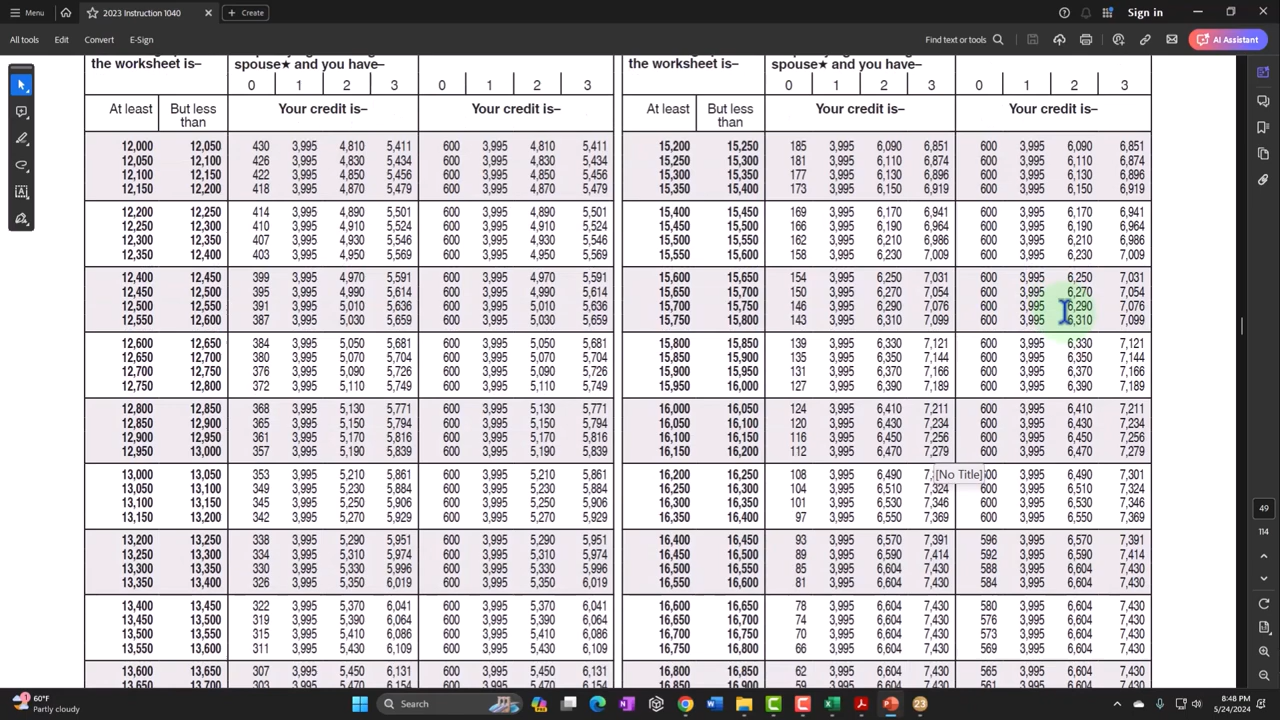 Menu 2023 Instruction 1040 Create Sign in
All tools Edit Convert E-Sign Find text or tools AI Assistant
the worksheet is– spouse★ and you have– the worksheet is– spouse★ and you have–
0 1 2 3 0 1 2 3 0 1 2 3 0 1 2 3
At least But less than Your credit is– Your credit is– At least But less than Your credit is– Your credit is–
12,000 12,050 430 3,995 4,810 5,411 600 3,995 4,810 5,411 15,200 15,250 185 3,995 6,090 6,851 600 3,995 6,090 6,851
12,050 12,100 426 3,995 4,830 5,434 600 3,995 4,830 5,434 15,250 15,300 181 3,995 6,110 6,874 600 3,995 6,110 6,874
12,100 12,150 422 3,995 4,850 5,456 600 3,995 4,850 5,456 15,300 15,350 177 3,995 6,130 6,896 600 3,995 6,130 6,896
12,150 12,200 418 3,995 4,870 5,479 600 3,995 4,870 5,479 15,350 15,400 173 3,995 6,150 6,919 600 3,995 6,150 6,919
12,200 12,250 414 3,995 4,890 5,501 600 3,995 4,890 5,501 15,400 15,450 169 3,995 6,170 6,941 600 3,995 6,170 6,941
12,250 12,300 410 3,995 4,910 5,524 600 3,995 4,910 5,524 15,450 15,500 166 3,995 6,190 6,964 600 3,995 6,190 6,964
12,300 12,350 407 3,995 4,930 5,546 600 3,995 4,930 5,546 15,500 15,550 162 3,995 6,210 6,986 600 3,995 6,210 6,986
12,350 12,400 403 3,995 4,950 5,569 600 3,995 4,950 5,569 15,550 15,600 158 3,995 6,230 7,009 600 3,995 6,230 7,009
12,400 12,450 399 3,995 4,970 5,591 600 3,995 4,970 5,591 15,600 15,650 154 3,995 6,250 7,031 600 3,995 6,250 7,031
12,450 12,500 395 3,995 4,990 5,614 600 3,995 4,990 5,614 15,650 15,700 150 3,995 6,270 7,054 600 3,995 6,270 7,054
12,500 12,550 391 3,995 5,010 5,636 600 3,995 5,010 5,636 15,700 15,750 146 3,995 6,290 7,076 600 3,995 6,290 7,076
12,550 12,600 387 3,995 5,030 5,659 600 3,995 5,030 5,659 15,750 15,800 143 3,995 6,310 7,099 600 3,995 6,310 7,099
12,600 12,650 384 3,995 5,050 5,681 600 3,995 5,050 5,681 15,800 15,850 139 3,995 6,330 7,121 600 3,995 6,330 7,121
12,650 12,700 380 3,995 5,070 5,704 600 3,995 5,070 5,704 15,850 15,900 135 3,995 6,350 7,144 600 3,995 6,350 7,144
12,700 12,750 376 3,995 5,090 5,726 600 3,995 5,090 5,726 15,900 15,950 131 3,995 6,370 7,166 600 3,995 6,370 7,166
12,750 12,800 372 3,995 5,110 5,749 600 3,995 5,110 5,749 15,950 16,000 127 3,995 6,390 7,189 600 3,995 6,390 7,189
12,800 12,850 368 3,995 5,130 5,771 600 3,995 5,130 5,771 16,000 16,050 124 3,995 6,410 7,211 600 3,995 6,410 7,211
12,850 12,900 365 3,995 5,150 5,794 600 3,995 5,150 5,794 16,050 16,100 120 3,995 6,430 7,234 600 3,995 6,430 7,234
12,900 12,950 361 3,995 5,170 5,816 600 3,995 5,170 5,816 16,100 16,150 116 3,995 6,450 7,256 600 3,995 6,450 7,256
12,950 13,000 357 3,995 5,190 5,839 600 3,995 5,190 5,839 16,150 16,200 112 3,995 6,470 7,279 600 3,995 6,470 7,279
13,000 13,050 353 3,995 5,210 5,861 600 3,995 5,210 5,861 16,200 16,250 108 3,995 6,490 [No Title] 3,995 6,490 7,301
13,050 13,100 349 3,995 5,230 5,884 600 3,995 5,230 5,884 16,250 16,300 104 3,995 6,510 7,324 600 3,995 6,510 7,324
13,100 13,150 345 3,995 5,250 5,906 600 3,995 5,250 5,906 16,300 16,350 101 3,995 6,530 7,346 600 3,995 6,530 7,346
13,150 13,200 342 3,995 5,270 5,929 600 3,995 5,270 5,929 16,350 16,400 97 3,995 6,550 7,369 600 3,995 6,550 7,369
13,200 13,250 338 3,995 5,290 5,951 600 3,995 5,290 5,951 16,400 16,450 93 3,995 6,570 7,391 596 3,995 6,570 7,391
13,250 13,300 334 3,995 5,310 5,974 600 3,995 5,310 5,974 16,450 16,500 89 3,995 6,590 7,414 592 3,995 6,590 7,414
13,300 13,350 330 3,995 5,330 5,996 600 3,995 5,330 5,996 16,500 16,550 85 3,995 6,604 7,430 588 3,995 6,604 7,430
13,350 13,400 326 3,995 5,350 6,019 600 3,995 5,350 6,019 16,550 16,600 81 3,995 6,604 7,430 584 3,995 6,604 7,430
13,400 13,450 322 3,995 5,370 6,041 600 3,995 5,370 6,041 16,600 16,650 78 3,995 6,604 7,430 580 3,995 6,604 7,430
13,450 13,500 319 3,995 5,390 6,064 600 3,995 5,390 6,064 16,650 16,700 74 3,995 6,604 7,430 576 3,995 6,604 7,430
13,500 13,550 315 3,995 5,410 6,086 600 3,995 5,410 6,086 16,700 16,750 70 3,995 6,604 7,430 573 3,995 6,604 7,430
13,550 13,600 311 3,995 5,430 6,109 600 3,995 5,430 6,109 16,750 16,800 66 3,995 6,604 7,430 569 3,995 6,604 7,430
13,600 13,650 307 3,995 5,450 6,131 600 3,995 5,450 6,131 16,800 16,850 62 3,995 6,604 7,430 565 3,995 6,604 7,430
13,650 13,700 303 3,995 5,470 6,154 600 3,995 5,470 6,154 16,850 16,900 59 3,995 6,604 7,430 561 3,995 6,604 7,430
49
114
60°F
Partly cloudy
Search
8:48 PM
5/24/2024